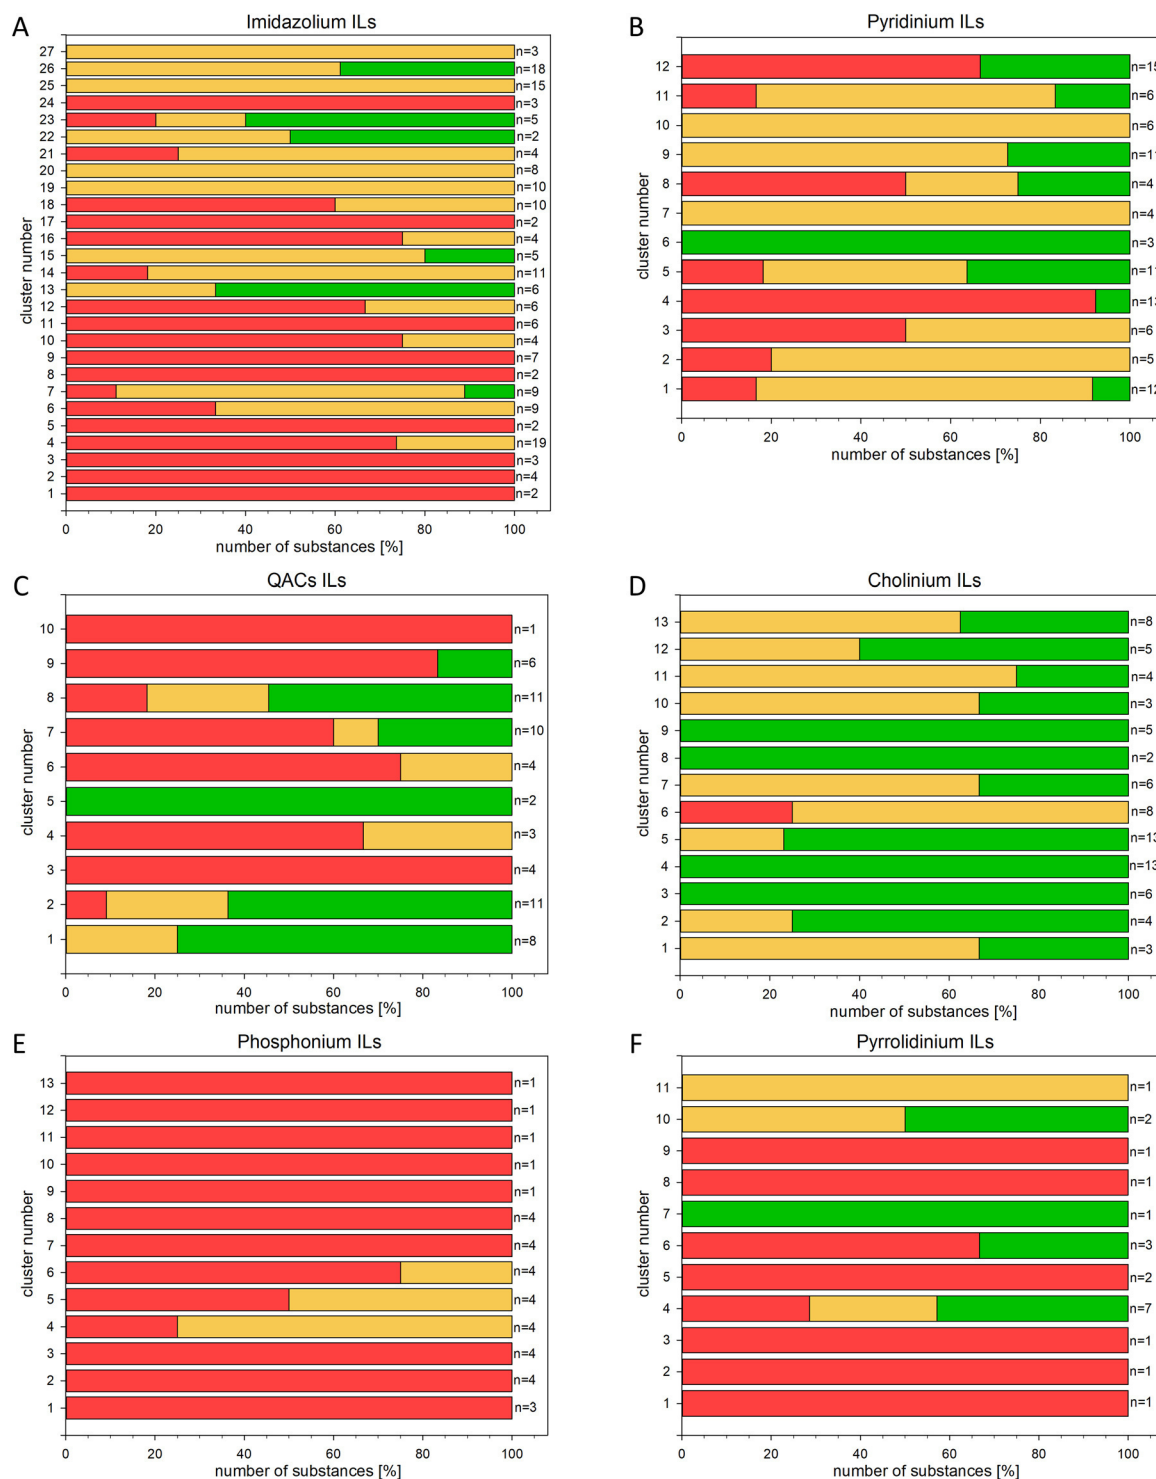 A
Imidazolium ILs
27 n=3
26 n=18
25 n=15
24 n=3
23 n=5
22 n=2
21 n=4
20 n=8
19 n=10
18 n=10
17 n=2
16 n=4
15 n=5
14 n=11
13 n=6
12 n=6
11 n=6
10 n=4
9 n=7
8 n=2
7 n=9
6 n=9
5 n=2
4 n=19
3 n=3
2 n=4
1 n=2
cluster number
0 20 40 60 80 100
number of substances [%]
B
Pyridinium ILs
12 n=15
11 n=6
10 n=6
9 n=11
8 n=4
7 n=4
6 n=3
5 n=11
4 n=13
3 n=6
2 n=5
1 n=12
cluster number
0 20 40 60 80 100
number of substances [%]
C
QACs ILs
10 n=1
9 n=6
8 n=11
7 n=10
6 n=4
5 n=2
4 n=3
3 n=4
2 n=11
1 n=8
cluster number
0 20 40 60 80 100
number of substances [%]
D
Cholinium ILs
13 n=8
12 n=5
11 n=4
10 n=3
9 n=5
8 n=2
7 n=6
6 n=8
5 n=13
4 n=13
3 n=6
2 n=4
1 n=3
cluster number
0 20 40 60 80 100
number of substances [%]
E
Phosphonium ILs
13 n=1
12 n=1
11 n=1
10 n=1
9 n=1
8 n=4
7 n=4
6 n=4
5 n=4
4 n=4
3 n=4
2 n=4
1 n=3
cluster number
0 20 40 60 80 100
number of substances [%]
F
Pyrrolidinium ILs
11 n=1
10 n=2
9 n=1
8 n=1
7 n=1
6 n=3
5 n=2
4 n=7
3 n=1
2 n=1
1 n=1
cluster number
0 20 40 60 80 100
number of substances [%]